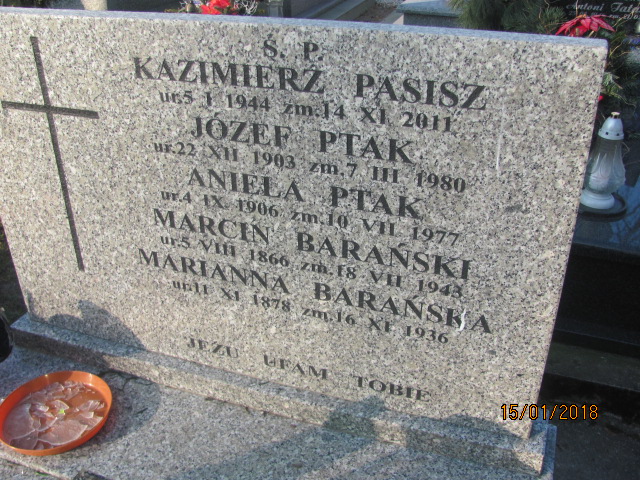 Ś. P.
KAZIMIERZ PASISZ
ur.5 I 1944 zm.14 XI 2011
JÓZEF PTAK
ur.22 XII 1903 zm.7 III 1980
ANIELA PTAK
ur.4 IX 1906 zm.10 VII 1977
MARCIN BARAŃSKI
ur.5 VIII 1866 zm.18 VII 1943
MARIANNA BARAŃSKA
ur.11 XI 1878 zm.16 XI 1936
JEZU UFAM TOBIE
Antoni
15/01/2018